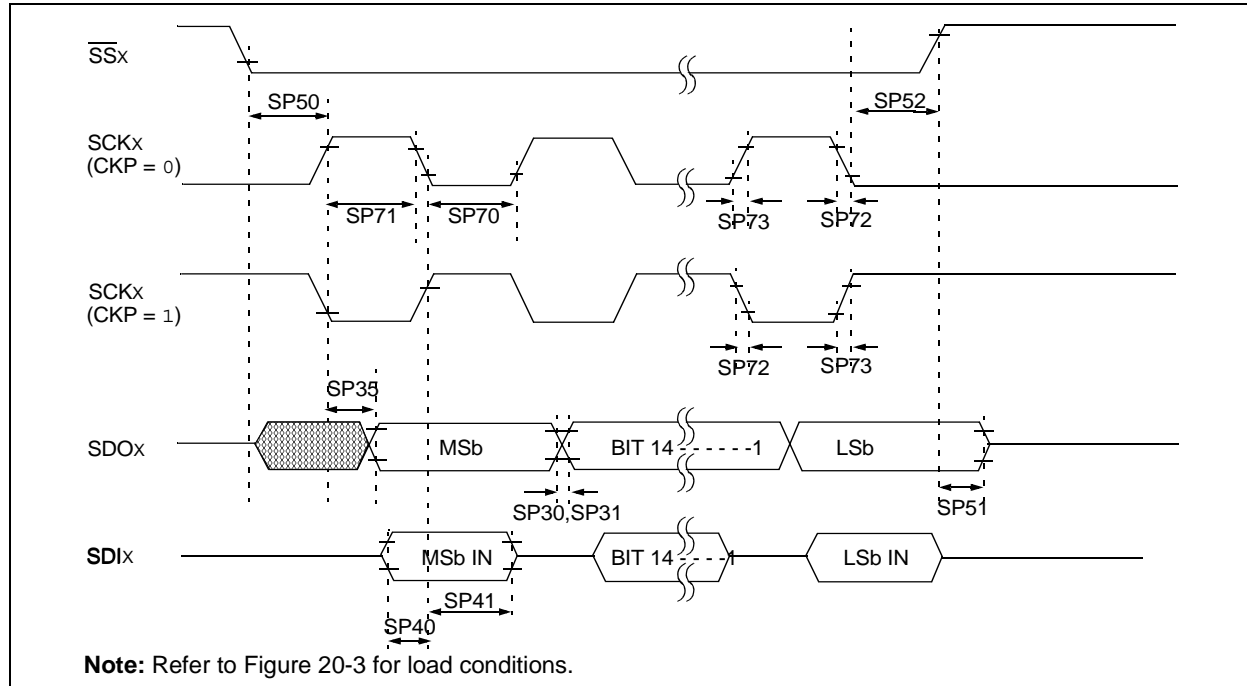 SSX
SP50
SP52
SCKX
(CKP = 0)
SP71
SP70
SP73
SP72
SCKX
(CKP = 1)
SP72
SP73
SP35
SDOX
MSb
BIT 14 - - - - - -1
LSb
SP30,SP31
SP51
SDIX
MSb IN
BIT 14 - - - -1
LSb IN
SP41
SP40
Note: Refer to Figure 20-3 for load conditions.